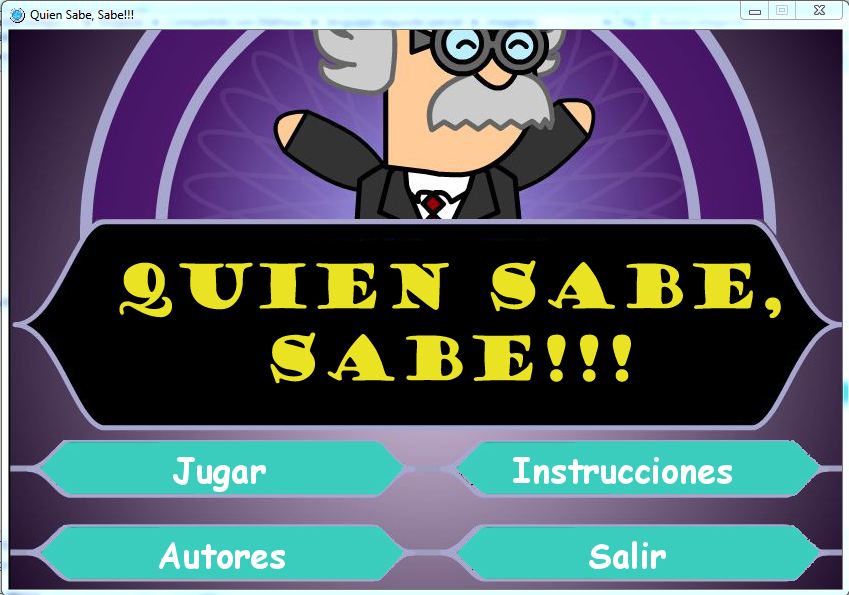 Quien Sabe, Sabe!!!
QUIEN SABE,
SABE!!!
Jugar
Instrucciones
Autores
Salir